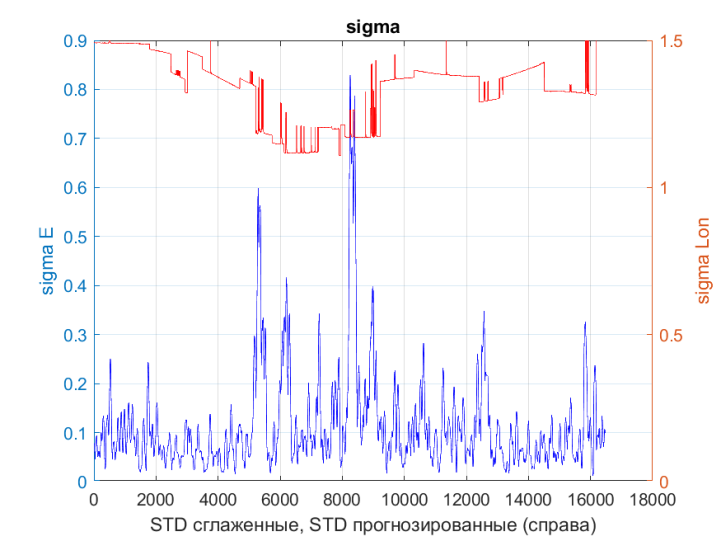 sigma
0.9
0.8
0.7
0.6
0.5
0.4
0.3
0.2
0.1
0
sigma E
1.5
1
0.5
0
sigma Lon
0 2000 4000 6000 8000 10000 12000 14000 16000 18000
STD сглаженные, STD прогнозированные (справа)